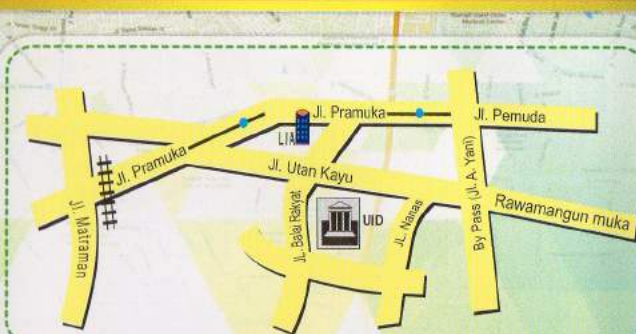 Jl. Pramuka
Jl. Pemuda
LIA
Jl. Pramuka
Jl. Utan Kayu
By Pass (Jl. A. Yani)
Rawamangun muka
Jl. Matraman
JL. Balai Rakyat
UID
JL. Nanas